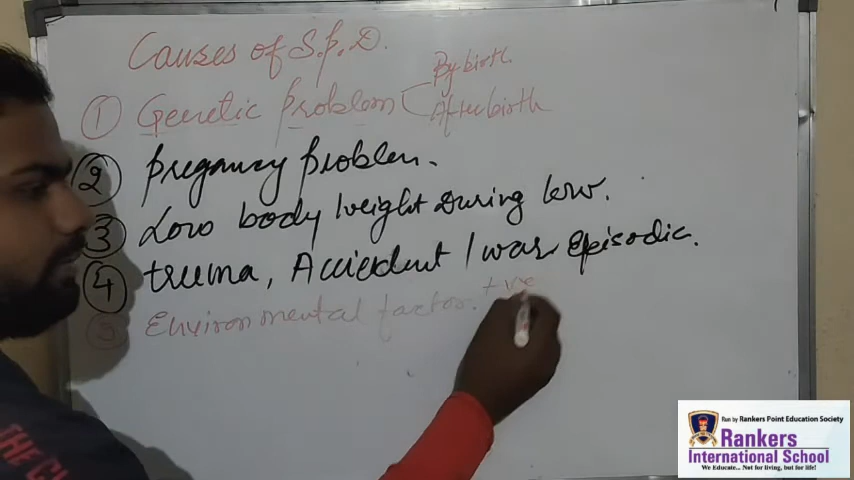 Causes of S.P.D.
① Genetic Problem
By birth.
After birth
② Pregancy Problem.
③ Low body Weight During low.
④ truma, Accident / war Episodic.
⑤ Environmental factor. +ve
Run by Rankers Point Education Society
Rankers
International School
We Educate... Not for living, but for life!